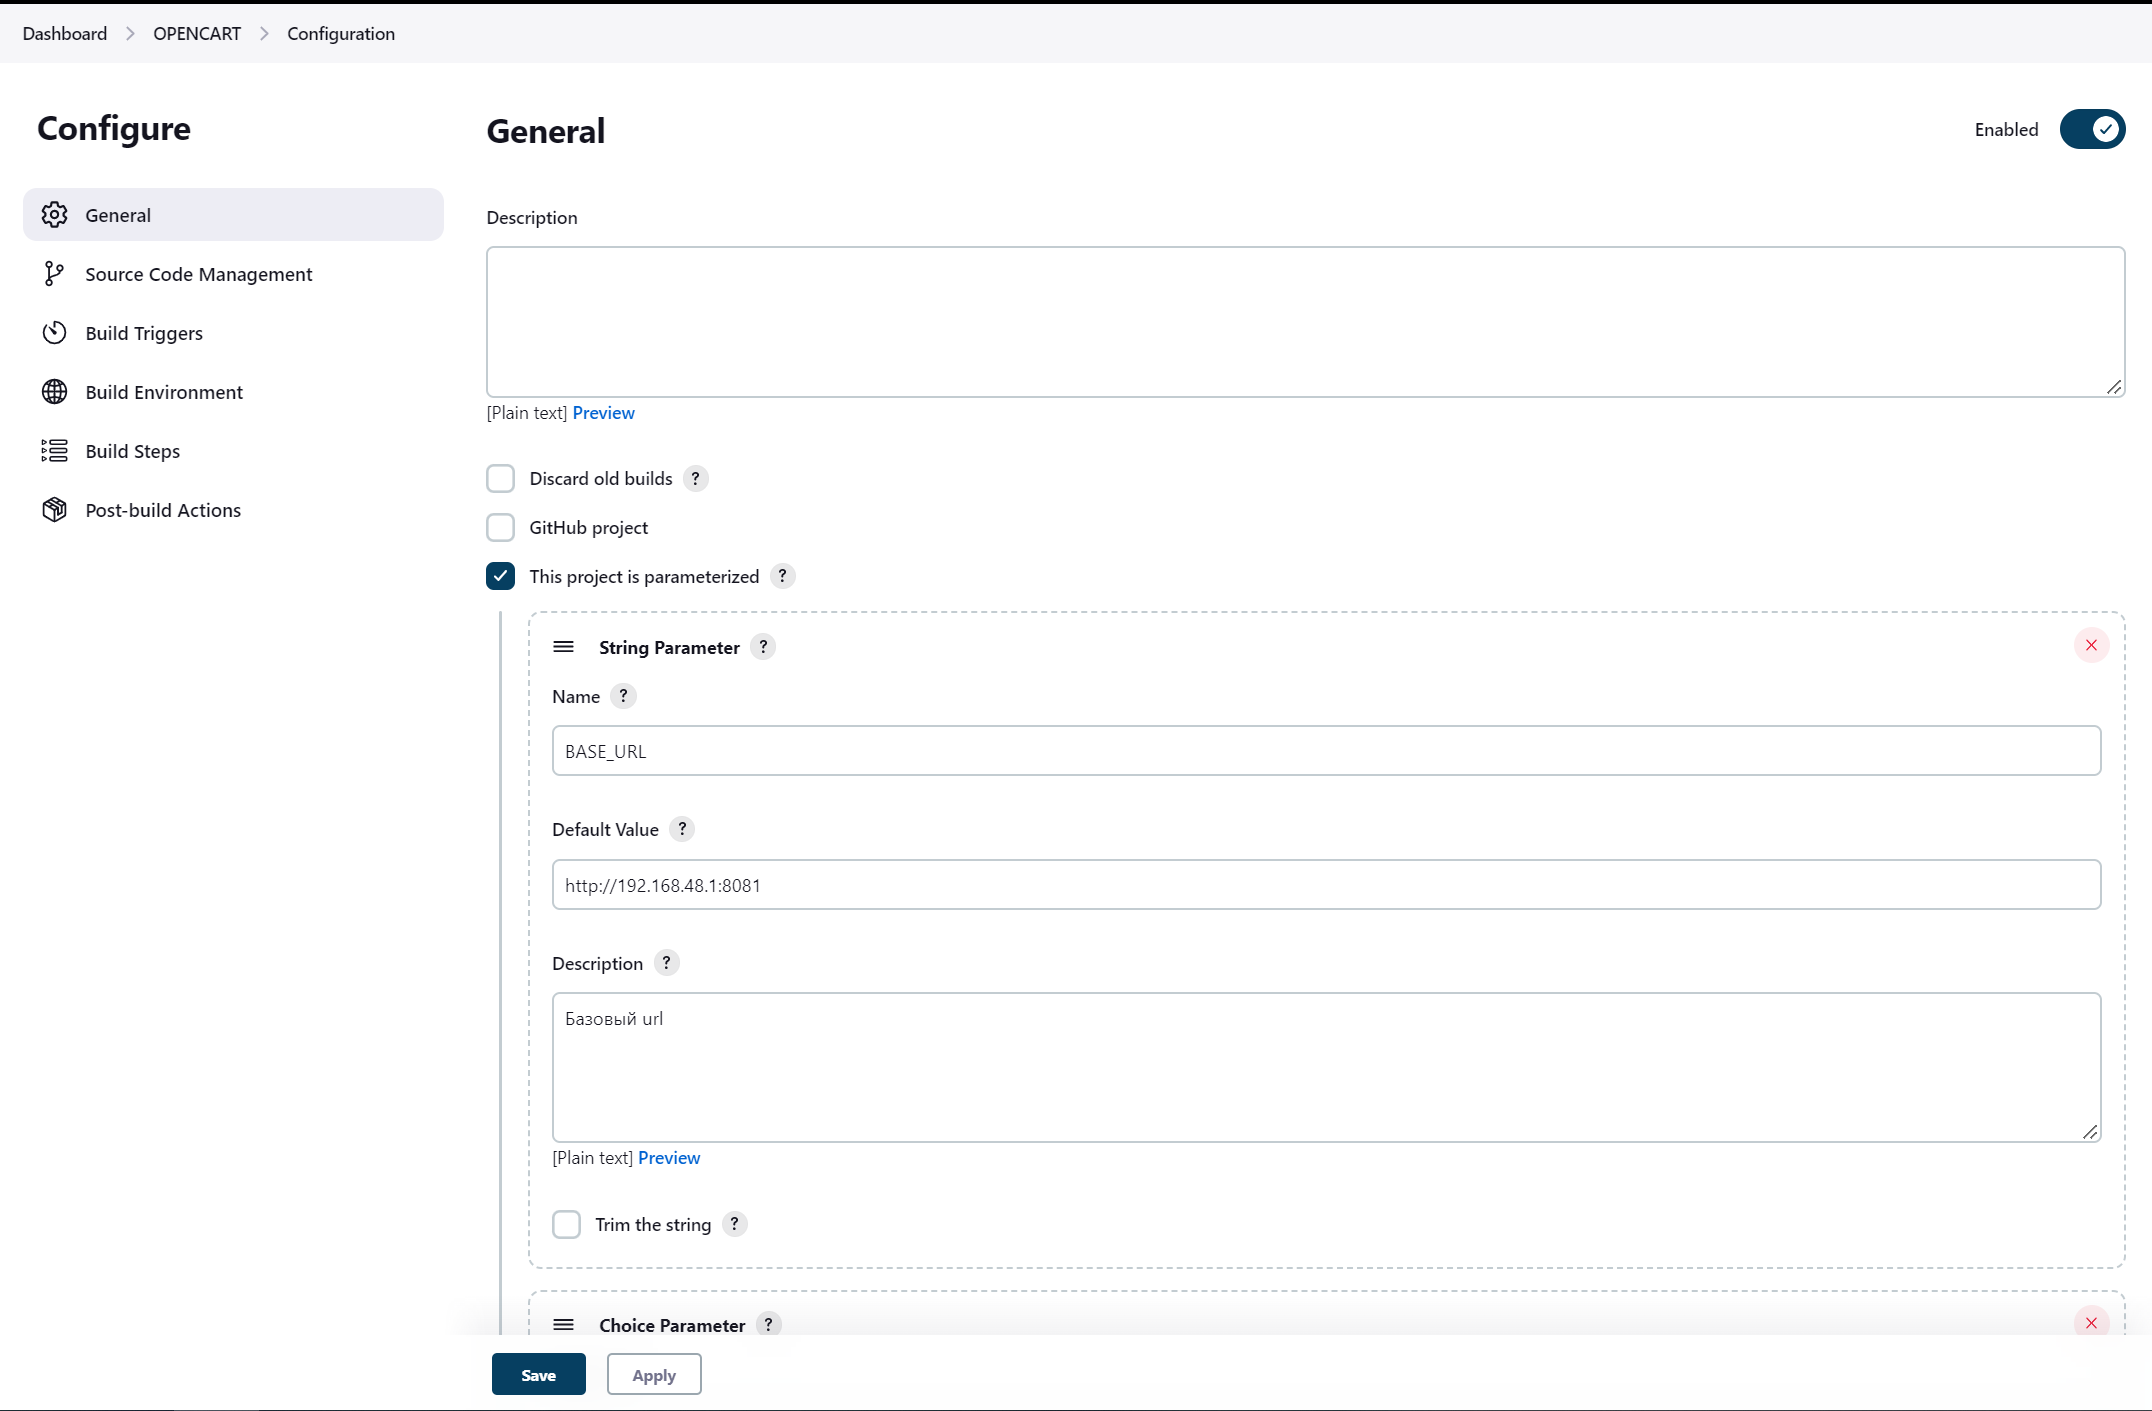 Dashboard > OPENCART > Configuration
Configure
General
Source Code Management
Build Triggers
Build Environment
Build Steps
Post-build Actions
General
Enabled
Description
[Plain text] Preview
Discard old builds ?
GitHub project
This project is parameterized ?
String Parameter ?
Name ?
BASE_URL
Default Value ?
http://192.168.48.1:8081
Description ?
Базовый url
[Plain text] Preview
Trim the string ?
Choice Parameter ?
Save Apply